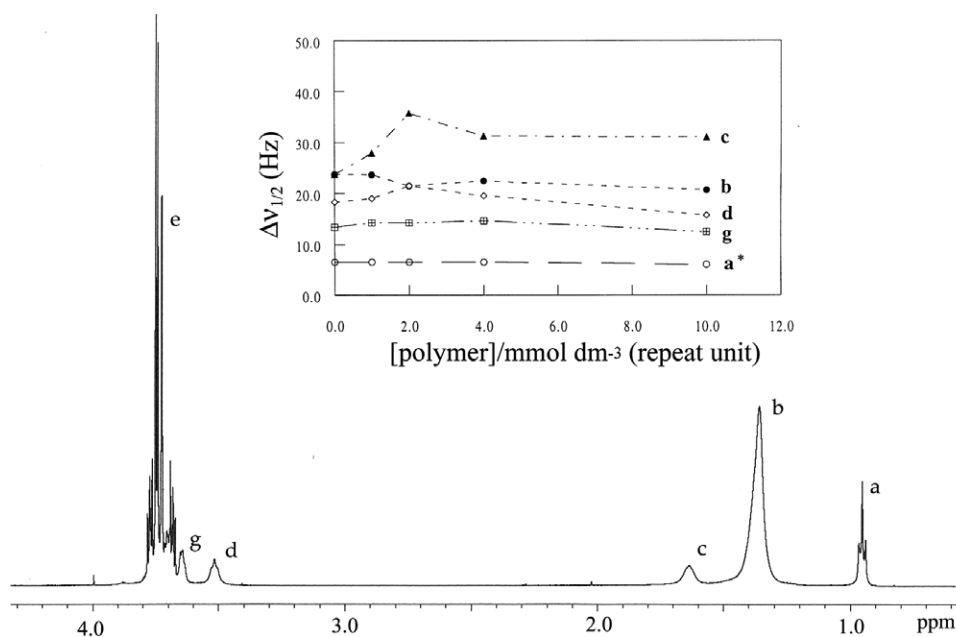 50.0
40.0
30.0
20.0
10.0
0.0
Δν1/2 (Hz)
c
b
d
g
a*
0.0 2.0 4.0 6.0 8.0 10.0 12.0
[polymer]/mmol dm-3 (repeat unit)
e
g
d
c
b
a
4.0 3.0 2.0 1.0 ppm